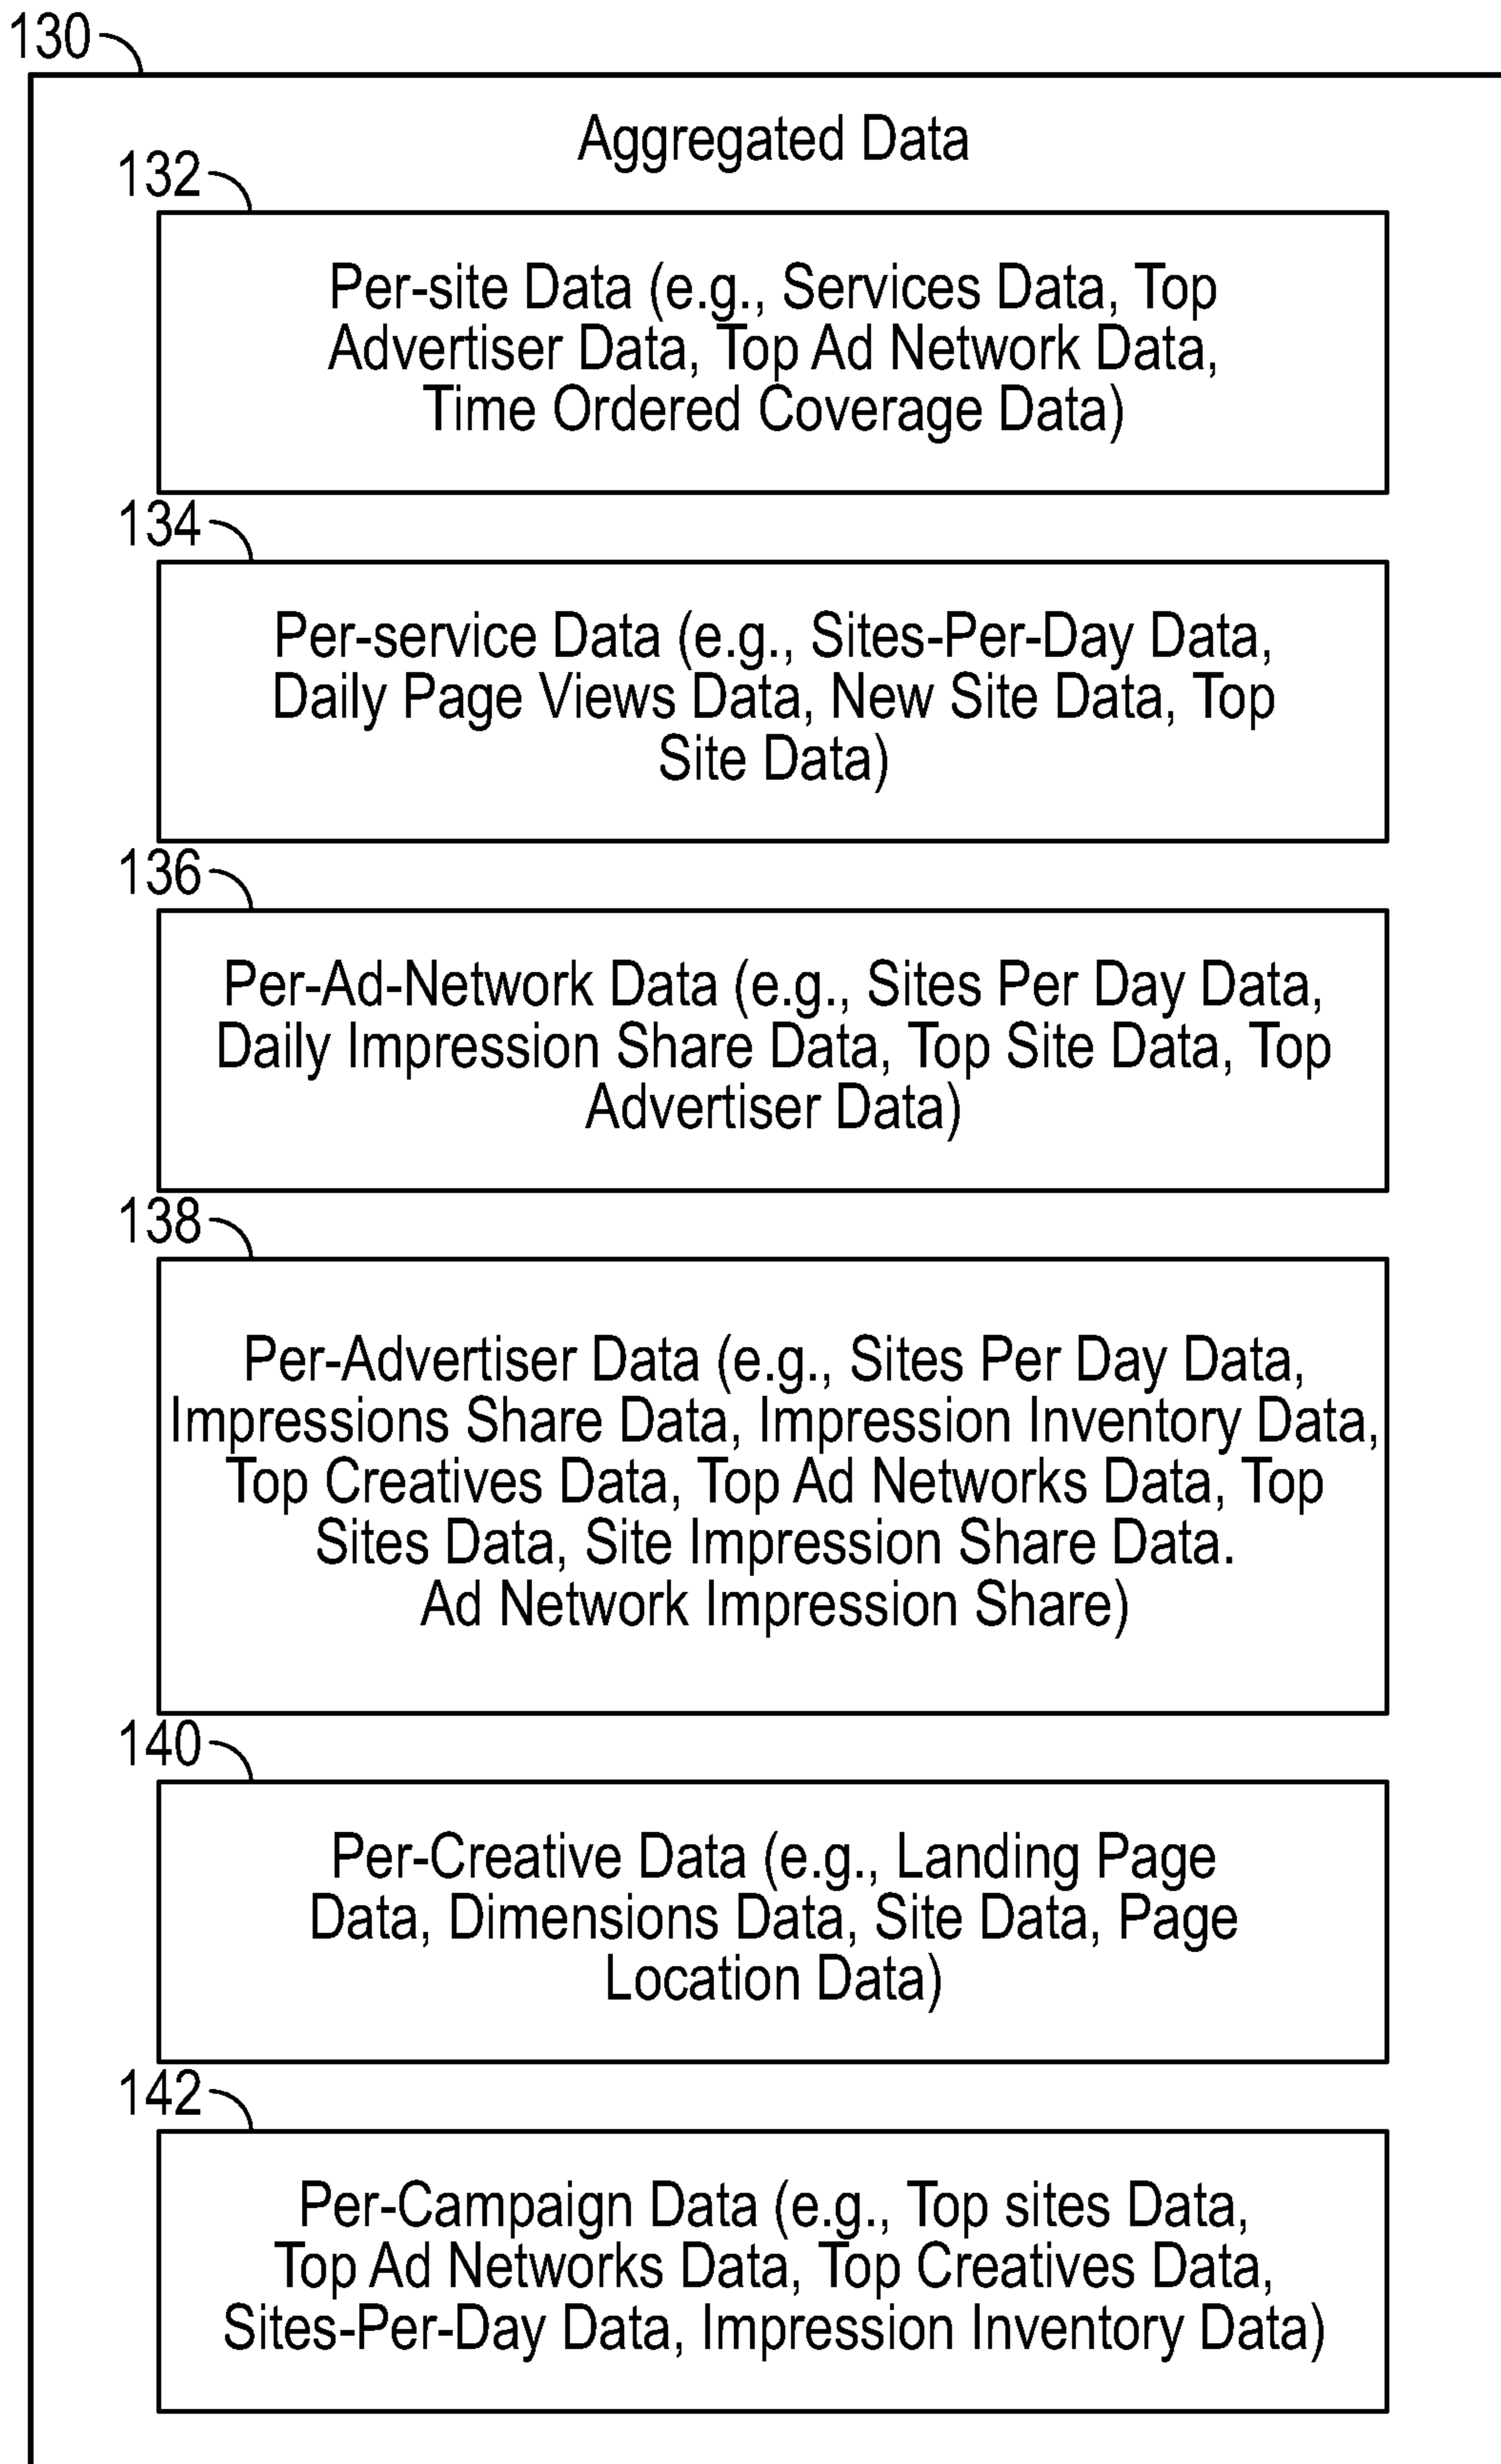 130
Aggregated Data
132
Per-site Data (e.g., Services Data, Top
Advertiser Data, Top Ad Network Data,
Time Ordered Coverage Data)
134
Per-service Data (e.g., Sites-Per-Day Data,
Daily Page Views Data, New Site Data, Top
Site Data)
136
Per-Ad-Network Data (e.g., Sites Per Day Data,
Daily Impression Share Data, Top Site Data, Top
Advertiser Data)
138
Per-Advertiser Data (e.g., Sites Per Day Data,
Impressions Share Data, Impression Inventory Data,
Top Creatives Data, Top Ad Networks Data, Top
Sites Data, Site Impression Share Data.
Ad Network Impression Share)
140
Per-Creative Data (e.g., Landing Page
Data, Dimensions Data, Site Data, Page
Location Data)
142
Per-Campaign Data (e.g., Top sites Data,
Top Ad Networks Data, Top Creatives Data,
Sites-Per-Day Data, Impression Inventory Data)